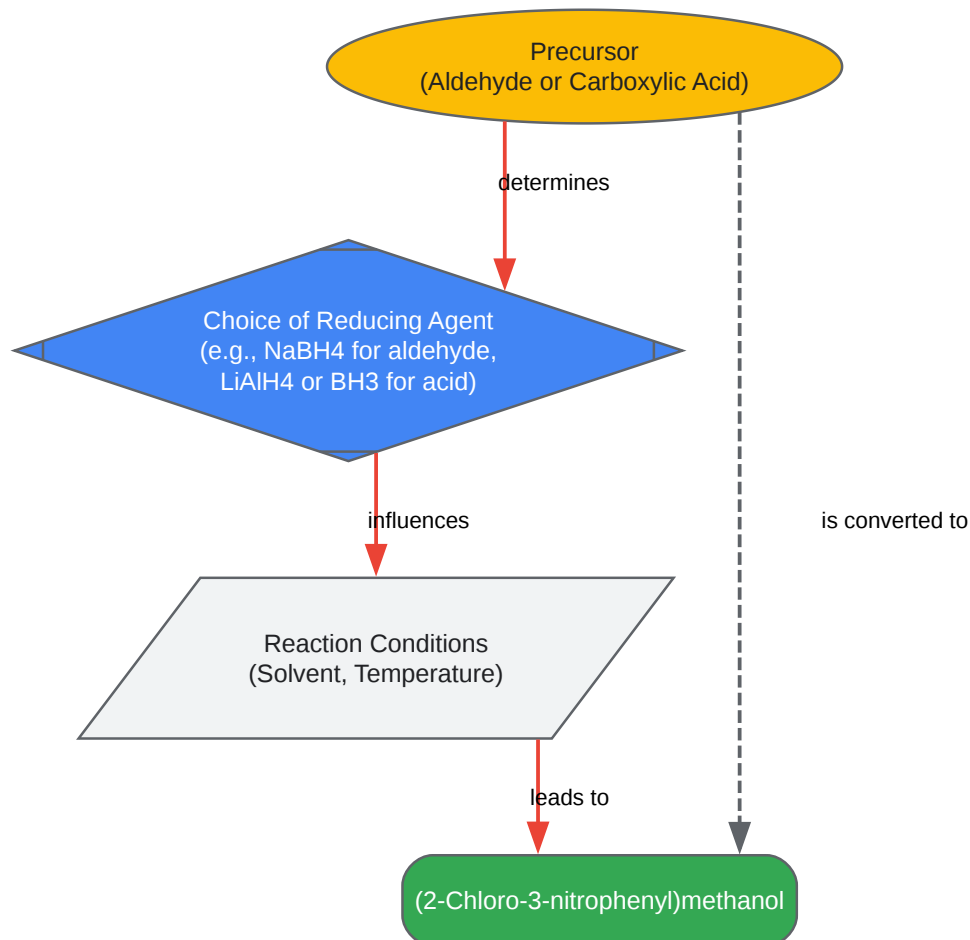 Precursor
(Aldehyde or Carboxylic Acid)
determines
Choice of Reducing Agent
(e.g., NaBH4 for aldehyde,
LiAlH4 or BH3 for acid)
influences
is converted to
Reaction Conditions
(Solvent, Temperature)
leads to
(2-Chloro-3-nitrophenyl)methanol